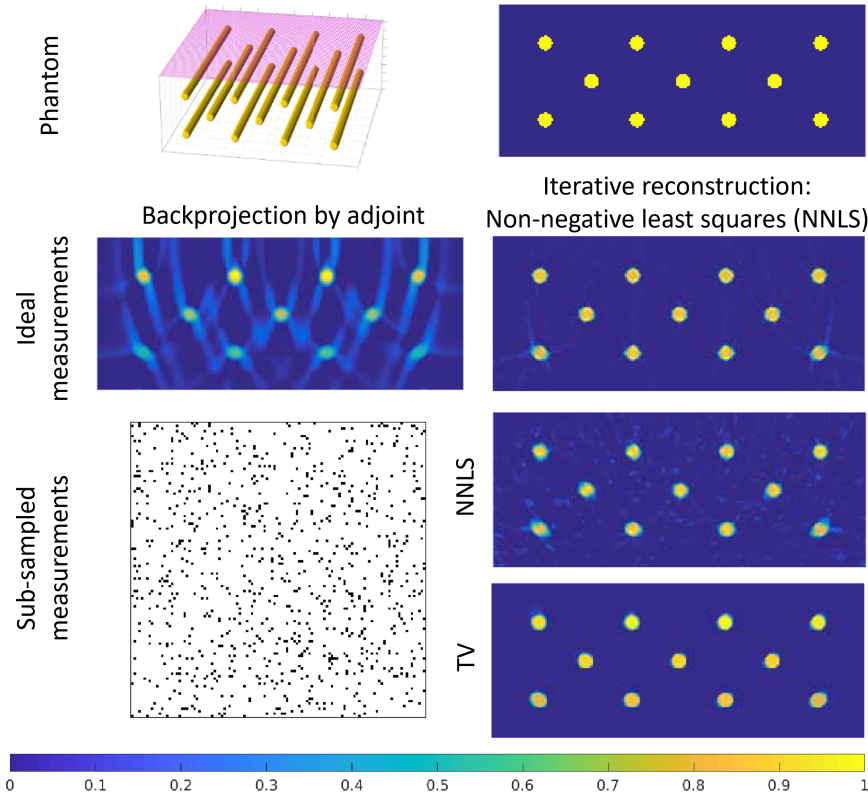 Phantom
Iterative reconstruction:
Backprojection by adjoint
Non-negative least squares (NNLS)
Ideal
measurements
Sub-sampled
measurements
NNLS
TV
0 0.1 0.2 0.3 0.4 0.5 0.6 0.7 0.8 0.9 1